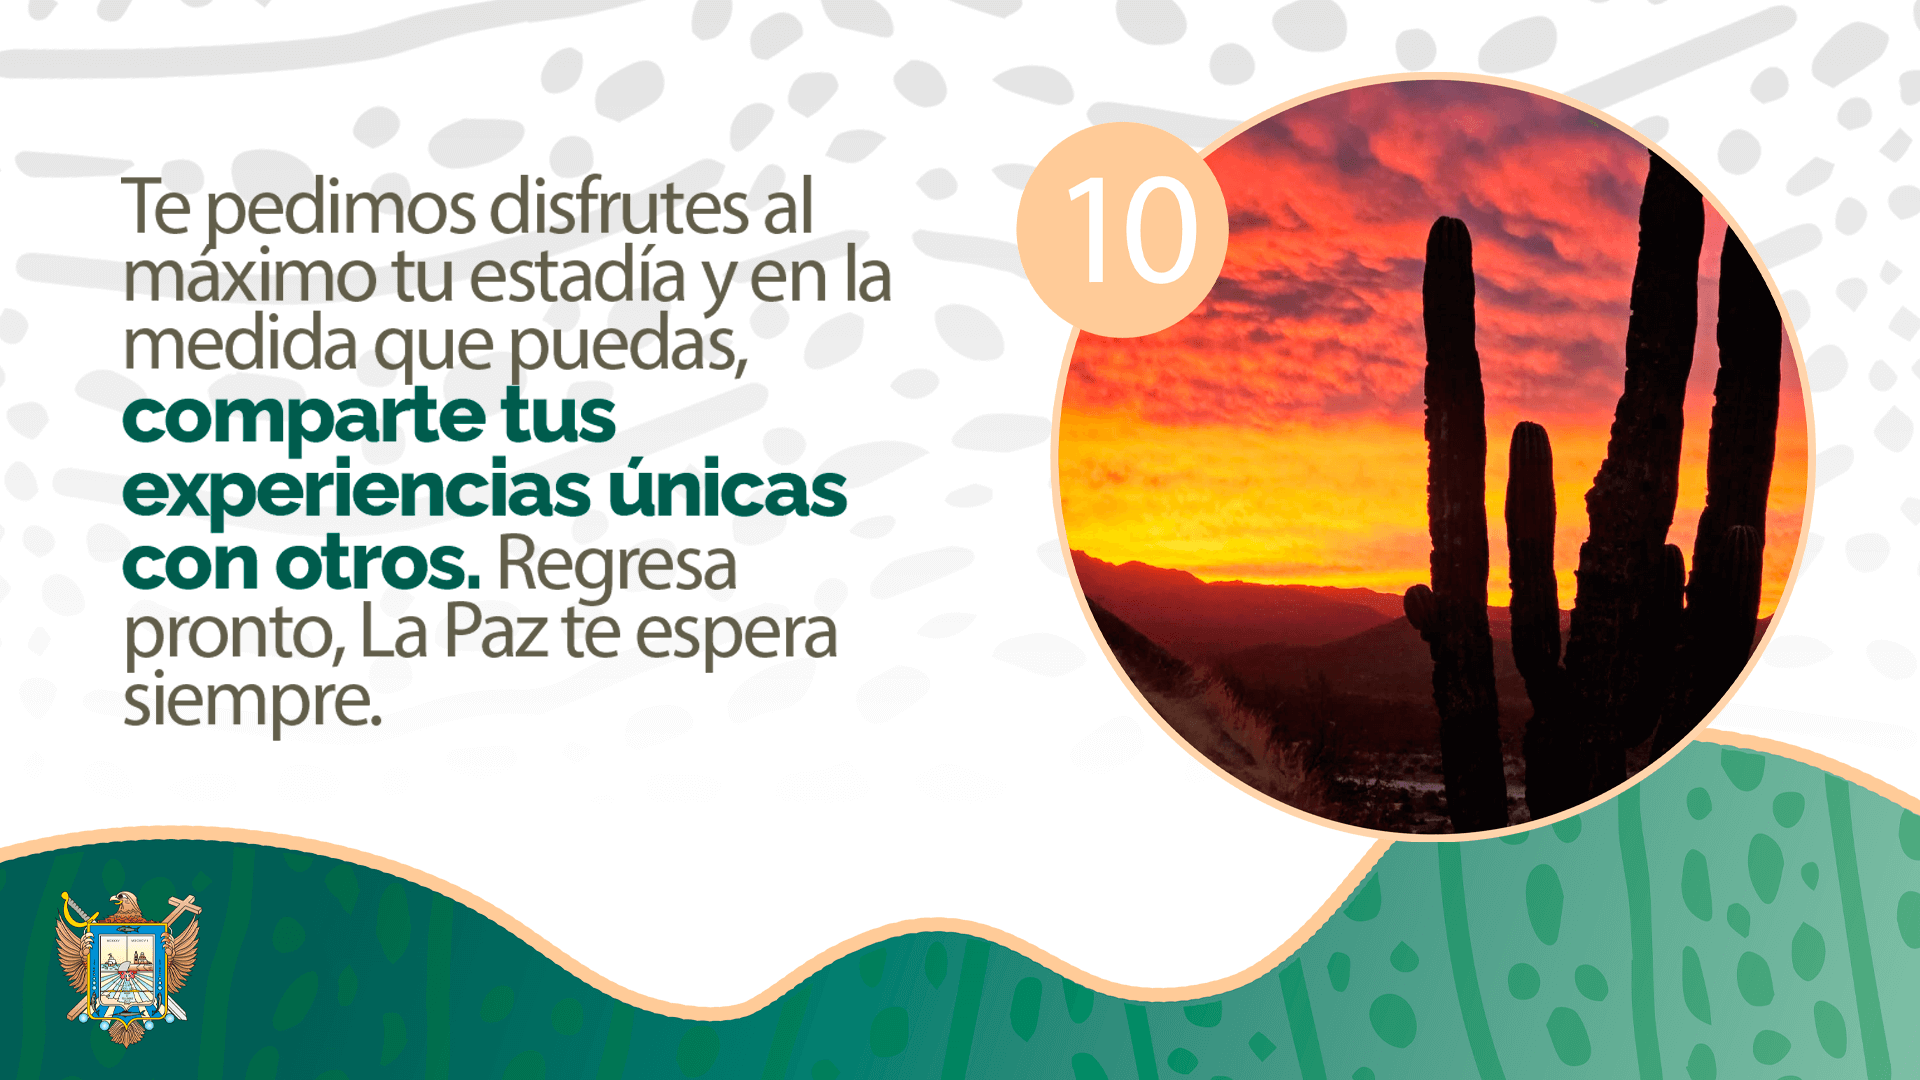 Te pedimos disfrutes al
máximo tu estadía y en la
medida que puedas,
comparte tus
experiencias únicas
con otros. Regresa
pronto, La Paz te espera
siempre.
10